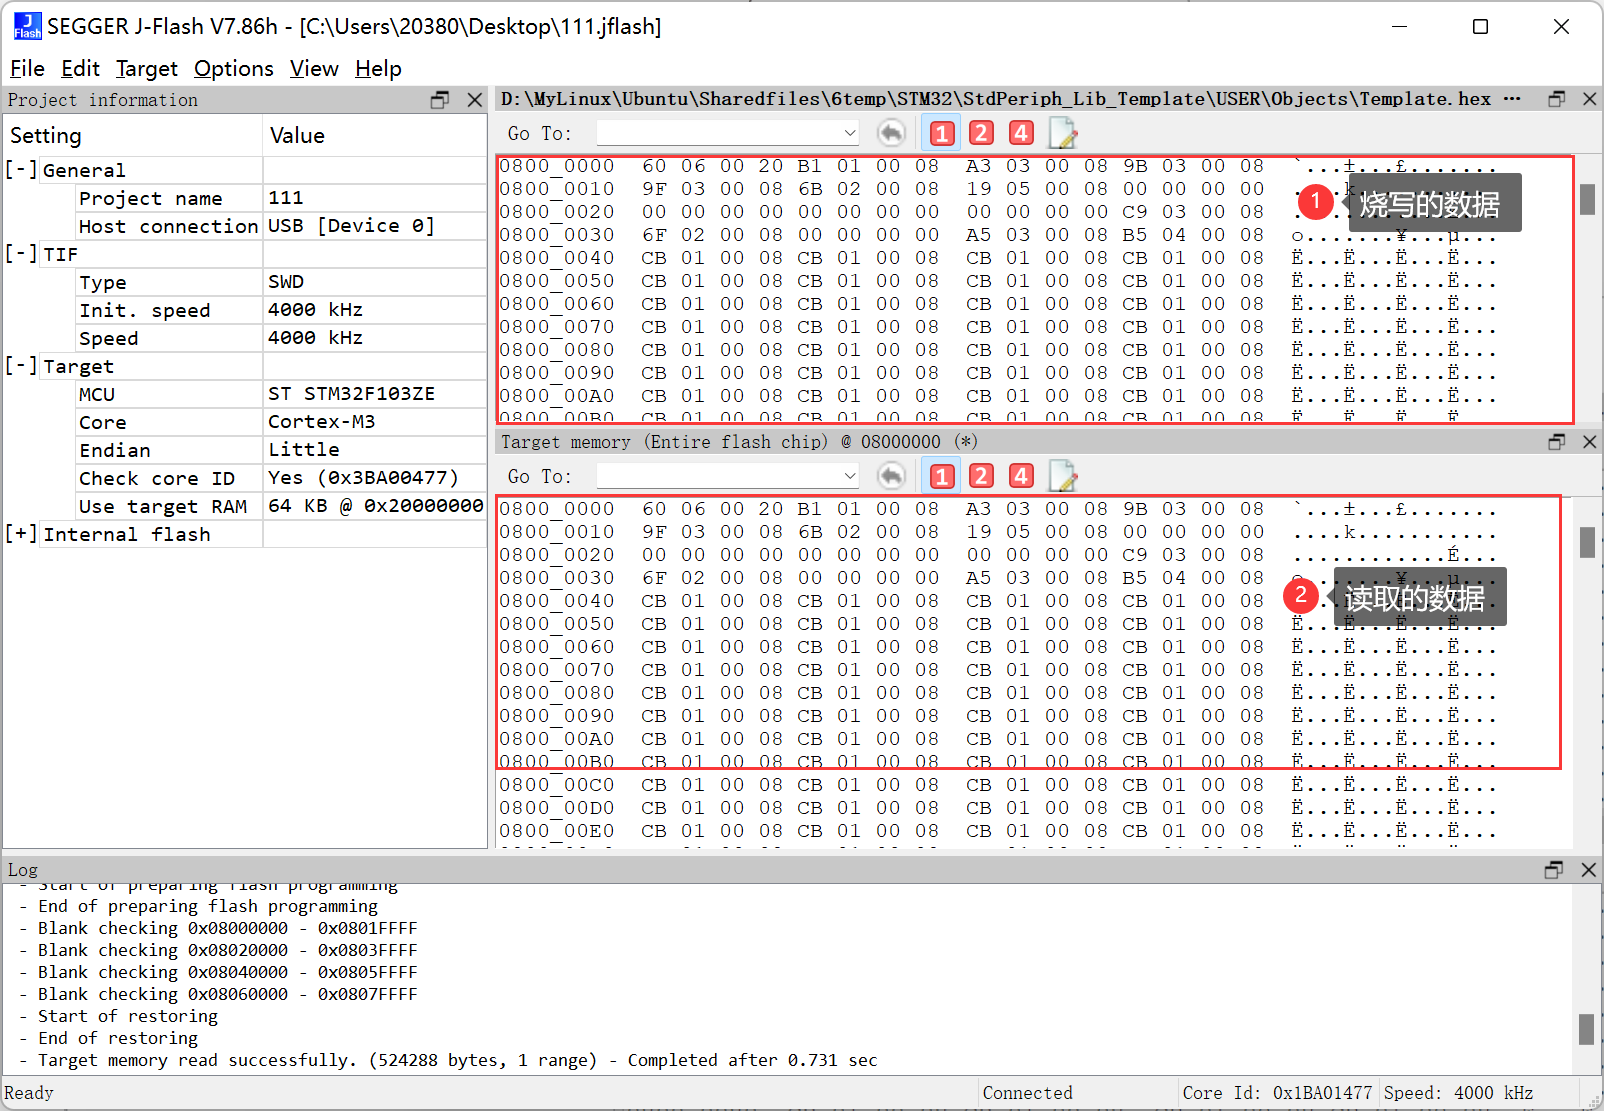 SEGGER J-Flash V7.86h - [C:\Users\20380\Desktop\111.jflash]
File Edit Target Options View Help
Project information
Setting Value
[-] General
Project name 111
Host connection USB [Device 0]
[-] TIF
Type SWD
Init. speed 4000 kHz
Speed 4000 kHz
[-] Target
MCU ST STM32F103ZE
Core Cortex-M3
Endian Little
Check core ID Yes (0x3BA00477)
Use target RAM 64 KB @ 0x20000000
[+] Internal flash
D:\MyLinux\Ubuntu\Sharedfiles\6temp\STM32\StdPeriph_Lib_Template\USER\Objects\Template.hex ...
Go To: 1 2 4
0800_0000 60 06 00 20 B1 01 00 08 A3 03 00 08 9B 03 00 08 `...±...£.......
0800_0010 9F 03 00 08 6B 02 00 08 19 05 00 08 00 00 00 00
0800_0020 00 00 00 00 00 00 00 00 00 00 00 00 C9 03 00 08
1 烧写的数据
0800_0030 6F 02 00 08 00 00 00 00 A5 03 00 08 B5 04 00 08 o.......¥...µ...
0800_0040 CB 01 00 08 CB 01 00 08 CB 01 00 08 CB 01 00 08 Ë...Ë...Ë...Ë...
0800_0050 CB 01 00 08 CB 01 00 08 CB 01 00 08 CB 01 00 08 Ë...Ë...Ë...Ë...
0800_0060 CB 01 00 08 CB 01 00 08 CB 01 00 08 CB 01 00 08 Ë...Ë...Ë...Ë...
0800_0070 CB 01 00 08 CB 01 00 08 CB 01 00 08 CB 01 00 08 Ë...Ë...Ë...Ë...
0800_0080 CB 01 00 08 CB 01 00 08 CB 01 00 08 CB 01 00 08 Ë...Ë...Ë...Ë...
0800_0090 CB 01 00 08 CB 01 00 08 CB 01 00 08 CB 01 00 08 Ë...Ë...Ë...Ë...
0800_00A0 CB 01 00 08 CB 01 00 08 CB 01 00 08 CB 01 00 08 Ë...Ë...Ë...Ë...
0800_00B0 CB 01 00 08 CB 01 00 08 CB 01 00 08 CB 01 00 08
Target memory (Entire flash chip) @ 08000000 (*)
Go To: 1 2 4
0800_0000 60 06 00 20 B1 01 00 08 A3 03 00 08 9B 03 00 08 `...±...£.......
0800_0010 9F 03 00 08 6B 02 00 08 19 05 00 08 00 00 00 00 ....k...........
0800_0020 00 00 00 00 00 00 00 00 00 00 00 00 C9 03 00 08 ............É...
0800_0030 6F 02 00 08 00 00 00 00 A5 03 00 08 B5 04 00 08 o.......¥...µ...
2 读取的数据
0800_0040 CB 01 00 08 CB 01 00 08 CB 01 00 08 CB 01 00 08
0800_0050 CB 01 00 08 CB 01 00 08 CB 01 00 08 CB 01 00 08 Ë...Ë...Ë...Ë...
0800_0060 CB 01 00 08 CB 01 00 08 CB 01 00 08 CB 01 00 08 Ë...Ë...Ë...Ë...
0800_0070 CB 01 00 08 CB 01 00 08 CB 01 00 08 CB 01 00 08 Ë...Ë...Ë...Ë...
0800_0080 CB 01 00 08 CB 01 00 08 CB 01 00 08 CB 01 00 08 Ë...Ë...Ë...Ë...
0800_0090 CB 01 00 08 CB 01 00 08 CB 01 00 08 CB 01 00 08 Ë...Ë...Ë...Ë...
0800_00A0 CB 01 00 08 CB 01 00 08 CB 01 00 08 CB 01 00 08 Ë...Ë...Ë...Ë...
0800_00B0 CB 01 00 08 CB 01 00 08 CB 01 00 08 CB 01 00 08 Ë...Ë...Ë...Ë...
0800_00C0 CB 01 00 08 CB 01 00 08 CB 01 00 08 CB 01 00 08 Ë...Ë...Ë...Ë...
0800_00D0 CB 01 00 08 CB 01 00 08 CB 01 00 08 CB 01 00 08 Ë...Ë...Ë...Ë...
0800_00E0 CB 01 00 08 CB 01 00 08 CB 01 00 08 CB 01 00 08 Ë...Ë...Ë...Ë...
Log
- Start of preparing flash programming
- End of preparing flash programming
- Blank checking 0x08000000 - 0x0801FFFF
- Blank checking 0x08020000 - 0x0803FFFF
- Blank checking 0x08040000 - 0x0805FFFF
- Blank checking 0x08060000 - 0x0807FFFF
- Start of restoring
- End of restoring
- Target memory read successfully. (524288 bytes, 1 range) - Completed after 0.731 sec
Ready Connected Core Id: 0x1BA01477 Speed: 4000 kHz